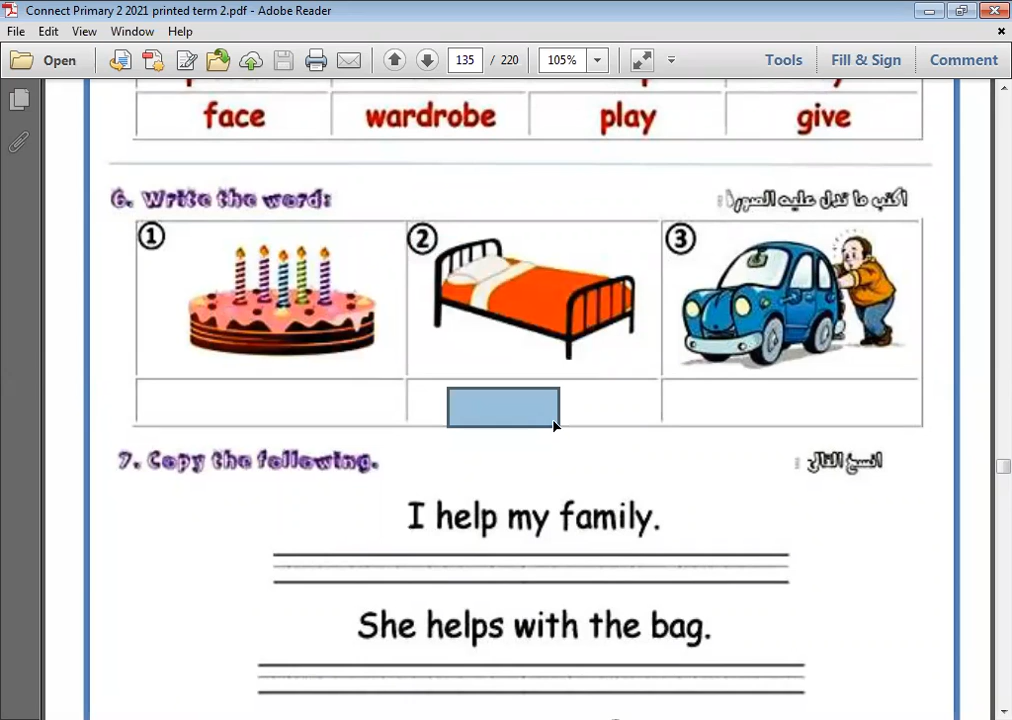 Connect Primary 2 2021 printed term 2.pdf - Adobe Reader
File Edit View Window Help
Open 135 / 220 105% Tools Fill & Sign Comment
face wardrobe play give
6. Write the word: اكتب ما تدل عليه الصورة :
1 2 3
7. Copy the following. انسخ التالي :
I help my family.
She helps with the bag.